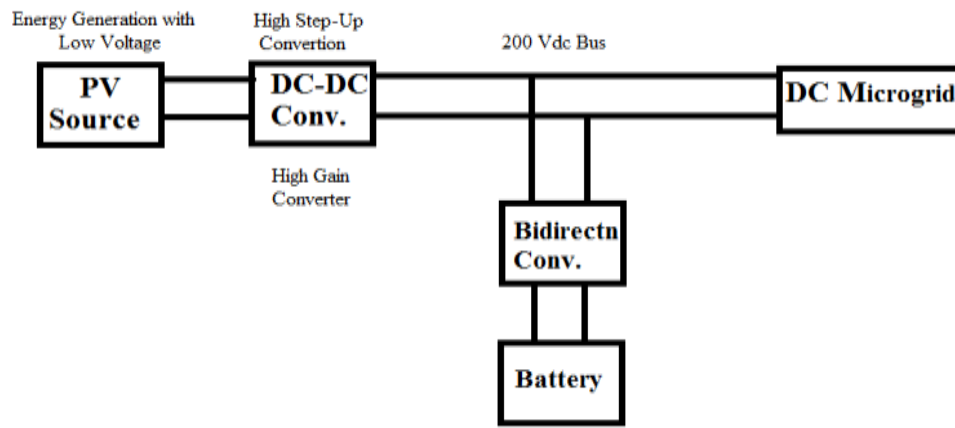 Energy Generation with
Low Voltage
PV
Source
High Step-Up
Convertion
DC-DC
Conv.
High Gain
Converter
200 Vdc Bus
DC Microgrid
Bidirectn
Conv.
Battery